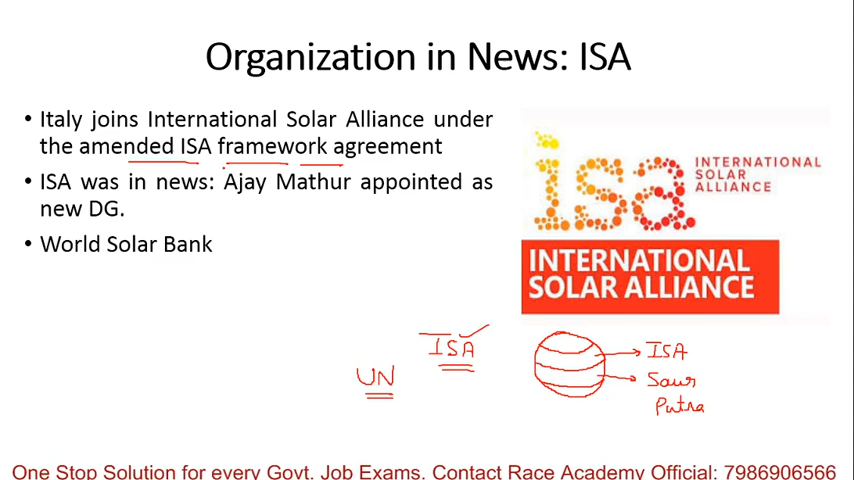 Organization in News: ISA
• Italy joins International Solar Alliance under
the amended ISA framework agreement
• ISA was in news: Ajay Mathur appointed as
new DG.
• World Solar Bank
isa
INTERNATIONAL
SOLAR
ALLIANCE
INTERNATIONAL
SOLAR ALLIANCE
ISA
UN
ISA
Saur
Putra
One Stop Solution for every Govt. Job Exams. Contact Race Academy Official: 7986906566